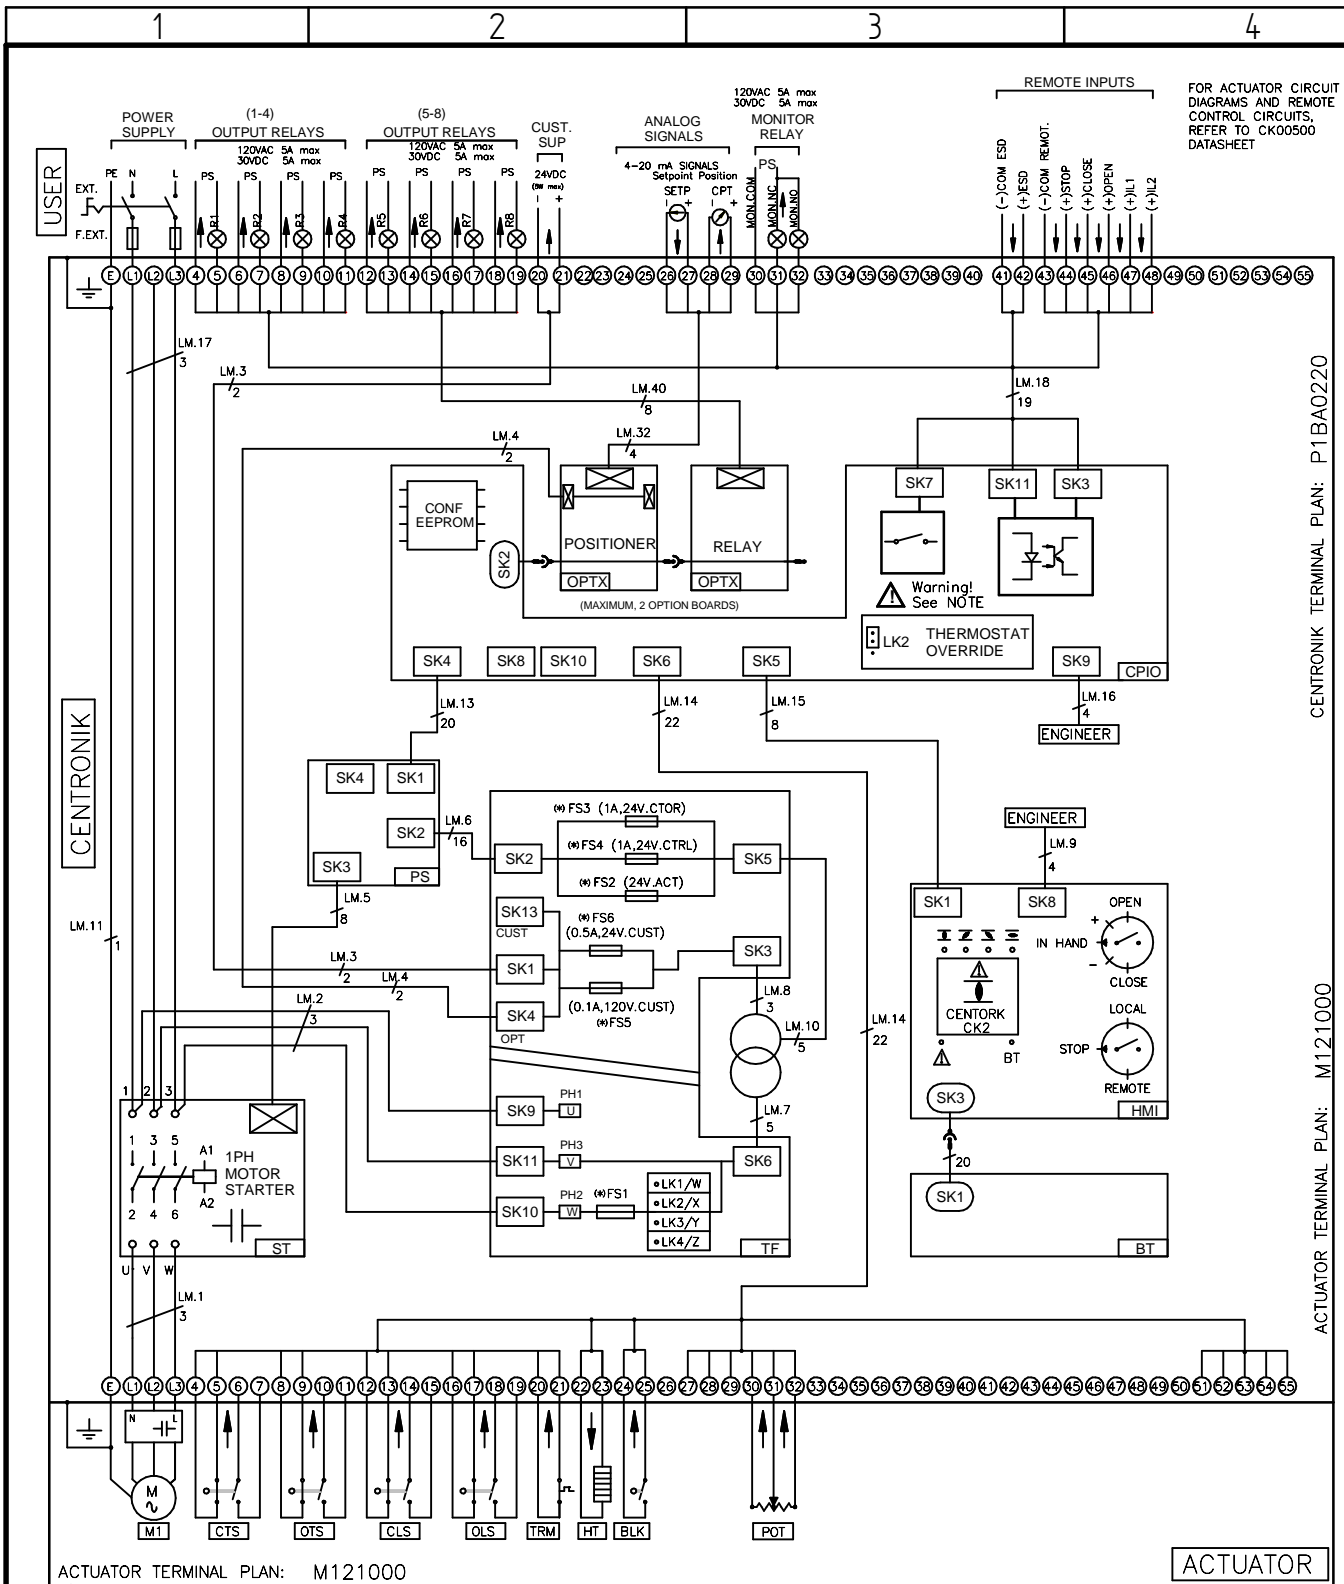 1 2 3 4
POWER
SUPPLY
(1-4)
OUTPUT RELAYS
120VAC 5A max
30VDC 5A max
(5-8)
OUTPUT RELAYS
120VAC 5A max
30VDC 5A max
CUST.
SUP
24VDC
(5W max)
- +
ANALOG
SIGNALS
4-20 mA SIGNALS
Setpoint Position
SETP CPT
- + - +
120VAC 5A max
30VDC 5A max
MONITOR
RELAY
PS
MON.COM
MON.NC
MON.NO
REMOTE INPUTS
(-)COM ESD
(+)ESD
(-)COM REMOT.
(+)STOP
(+)CLOSE
(+)OPEN
(+)IL1
(+)IL2
FOR ACTUATOR CIRCUIT
DIAGRAMS AND REMOTE
CONTROL CIRCUITS,
REFER TO CK00500
DATASHEET
USER
PE N L
EXT.
F.EXT.
PS PS PS PS PS PS PS PS
R1 R2 R3 R4 R5 R6 R7 R8
E L1 L2 L3 4 5 6 7 8 9 10 11 12 13 14 15 16 17 18 19 20 21 22 23 24 25 26 27 28 29 30 31 32 33 34 35 36 37 38 39 40 41 42 43 44 45 46 47 48 49 50 51 52 53 54 55
LM.17
3
LM.3
2
LM.40
8
LM.18
19
LM.4
2
LM.32
4
CENTRONIK TERMINAL PLAN: P1BA0220
CONF
EEPROM
SK2
POSITIONER
OPTX
RELAY
OPTX
(MAXIMUM, 2 OPTION BOARDS)
SK7
SK11
SK3
Warning!
See NOTE
LK2
THERMOSTAT
OVERRIDE
SK4
SK8
SK10
SK6
SK5
SK9
CPIO
LM.13
20
LM.14
22
LM.15
8
LM.16
4
ENGINEER
CENTRONIK
SK4
SK1
SK2
SK3
PS
LM.6
16
LM.5
8
LM.11
1
(*) FS3 (1A,24V.CTOR)
(*) FS4 (1A,24V.CTRL)
(*) FS2 (24V.ACT)
SK2
SK5
SK13
CUST
(*) FS6
(0.5A,24V.CUST)
SK1
SK3
SK4
OPT
(0.1A,120V.CUST)
(*)FS5
LM.3
2
LM.4
2
LM.2
3
LM.8
3
LM.10
5
LM.14
22
LM.7
5
SK9
PH1
U
SK11
PH3
V
SK6
SK10
PH2
W
(*)FS1
LK1/W
LK2/X
LK3/Y
LK4/Z
TF
ENGINEER
LM.9
4
SK1
SK8
OPEN
+
IN HAND
-
CLOSE
CENTORK
CK2
BT
LOCAL
STOP
REMOTE
SK3
HMI
20
SK1
BT
ACTUATOR TERMINAL PLAN: M121000
1 2 3
1 3 5
A1
A2
1PH
MOTOR
STARTER
2 4 6
ST
U V W
LM.1
3
E L1 L2 L3 4 5 6 7 8 9 10 11 12 13 14 15 16 17 18 19 20 21 22 23 24 25 26 27 28 29 30 31 32 33 34 35 36 37 38 39 40 41 42 43 44 45 46 47 48 49 50 51 52 53 54 55
N L
M
M1
CTS
OTS
CLS
OLS
TRM
HT
BLK
POT
ACTUATOR TERMINAL PLAN: M121000
ACTUATOR